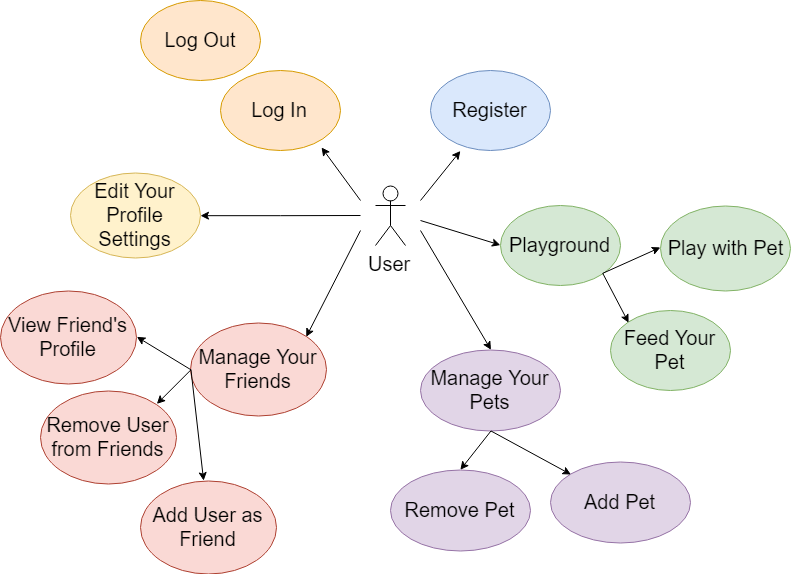 Log Out
Log In
Register
Edit Your
Profile
Settings
User
Playground
Play with Pet
Feed Your
Pet
View Friend's
Profile
Manage Your
Friends
Remove User
from Friends
Add User as
Friend
Manage Your
Pets
Remove Pet
Add Pet